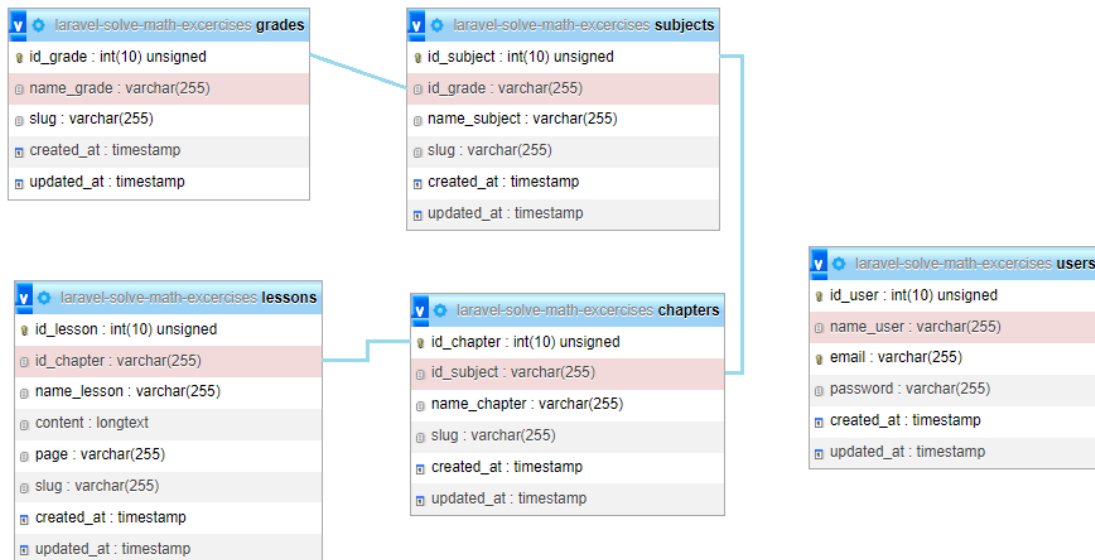 laravel-solve-math-excercises grades
id_grade : int(10) unsigned
name_grade : varchar(255)
slug : varchar(255)
created_at : timestamp
updated_at : timestamp
laravel-solve-math-excercises subjects
id_subject : int(10) unsigned
id_grade : varchar(255)
name_subject : varchar(255)
slug : varchar(255)
created_at : timestamp
updated_at : timestamp
laravel-solve-math-excercises lessons
id_lesson : int(10) unsigned
id_chapter : varchar(255)
name_lesson : varchar(255)
content : longtext
page : varchar(255)
slug : varchar(255)
created_at : timestamp
updated_at : timestamp
laravel-solve-math-excercises chapters
id_chapter : int(10) unsigned
id_subject : varchar(255)
name_chapter : varchar(255)
slug : varchar(255)
created_at : timestamp
updated_at : timestamp
laravel-solve-math-excercises users
id_user : int(10) unsigned
name_user : varchar(255)
email : varchar(255)
password : varchar(255)
created_at : timestamp
updated_at : timestamp